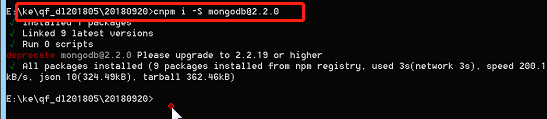 E:\ke\qf_dl201805\20180920>cnpm i -S mongodb@2.2.0
√ Installed 1 packages
√ Linked 9 latest versions
√ Run 0 scripts
deprecate mongodb@2.2.0 Please upgrade to 2.2.19 or higher
√ All packages installed (9 packages installed from npm registry, used 3s(network 3s), speed 200.1
kB/s, json 10(324.49kB), tarball 362.46kB)
E:\ke\qf_dl201805\20180920>